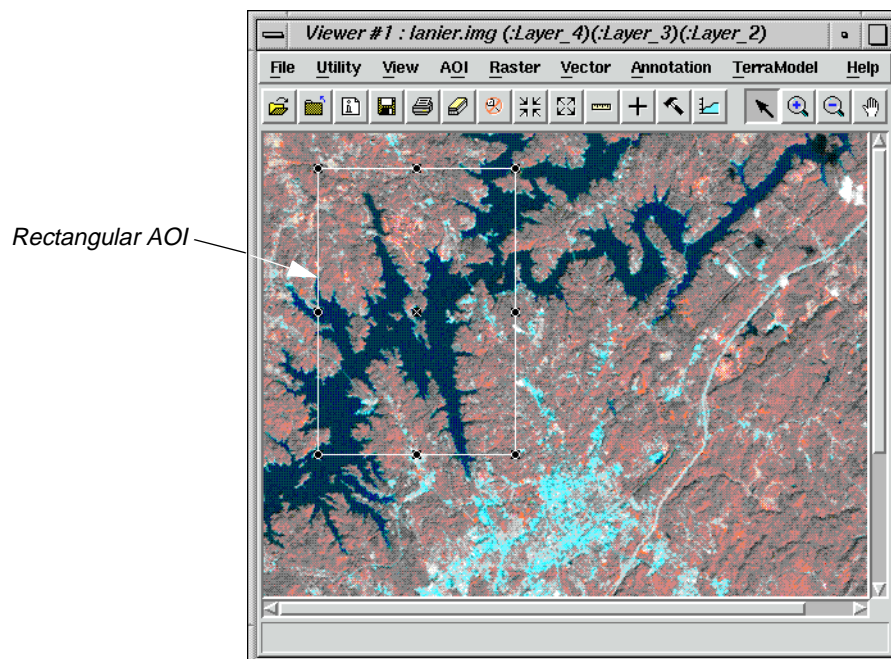 Viewer #1 : lanier.img (:Layer_4)(:Layer_3)(:Layer_2)
File Utility View AOI Raster Vector Annotation TerraModel Help
Rectangular AOI